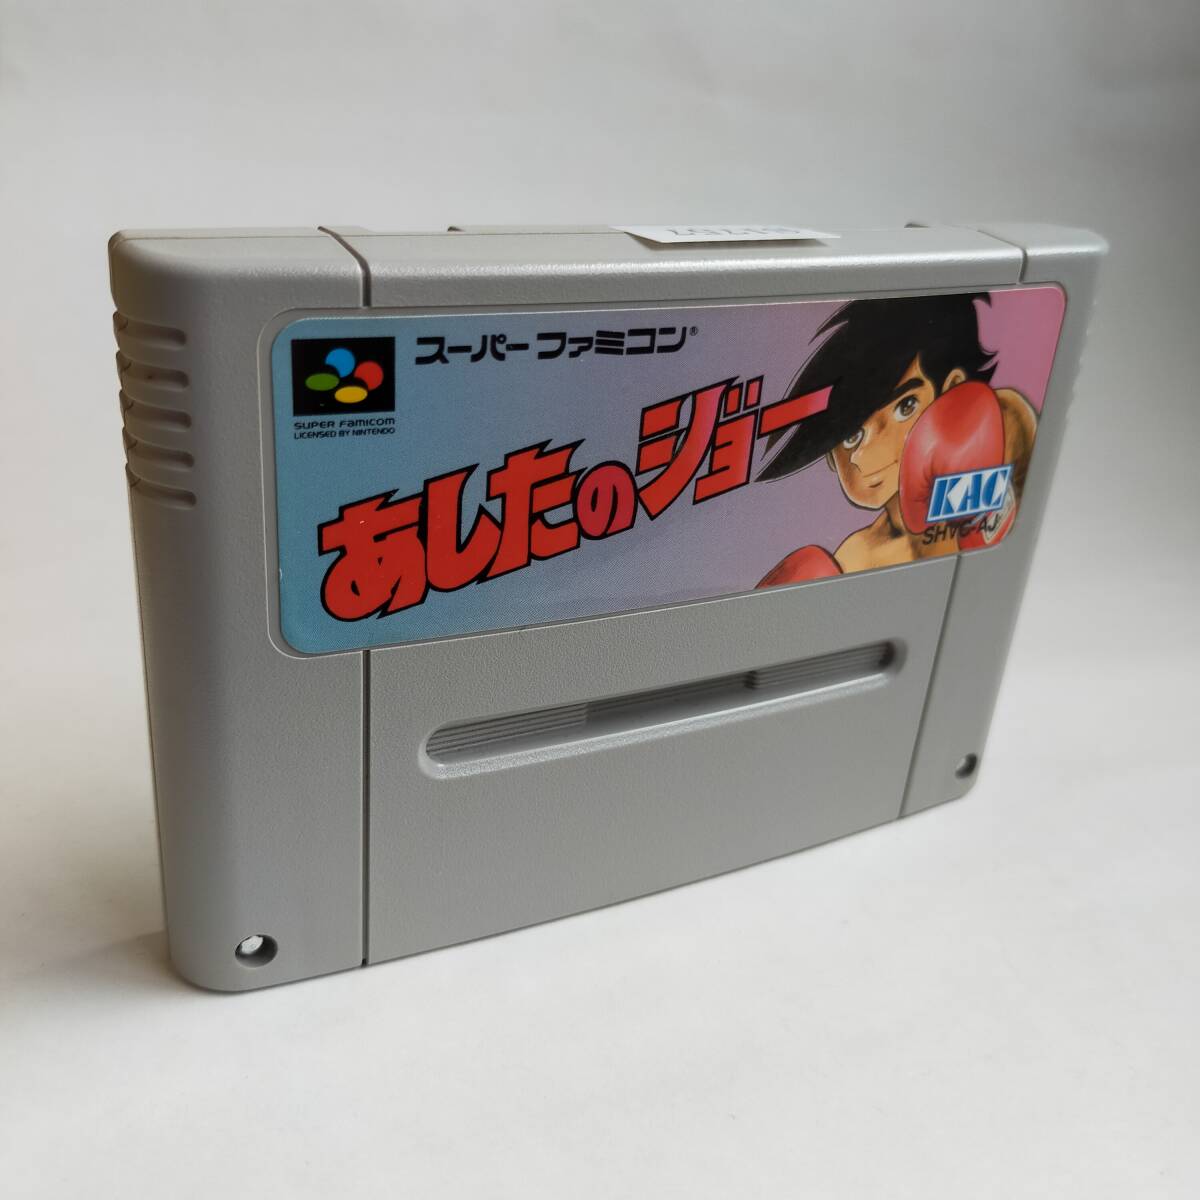 スーパーファミコン®
SUPER FAMICOM
LICENSED BY NINTENDO
あしたのジョー
KAC
SHVC-AJ